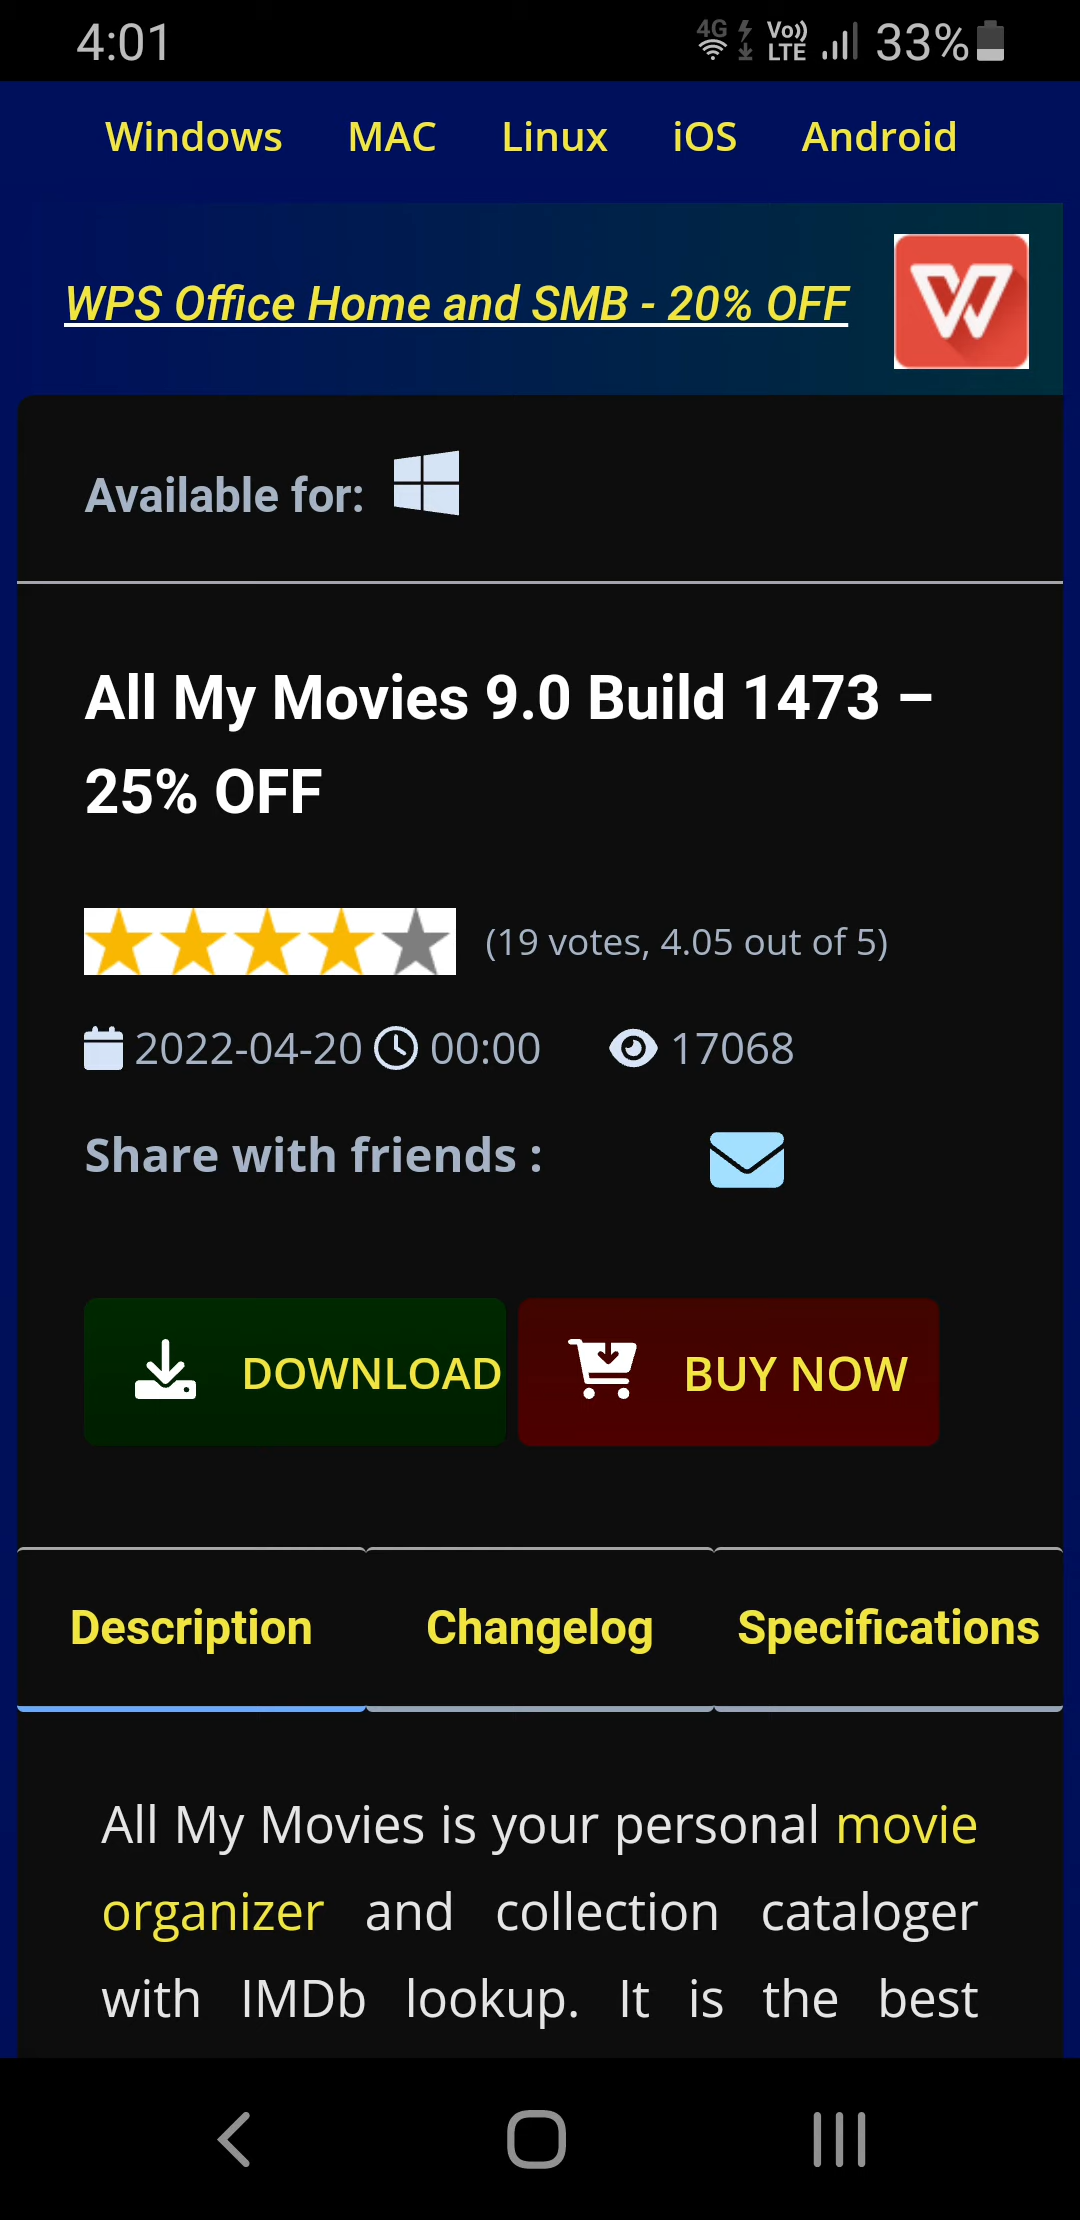 4:01
4G Vo)) LTE 33%
Windows MAC Linux iOS Android
WPS Office Home and SMB - 20% OFF
Available for:
All My Movies 9.0 Build 1473 –
25% OFF
(19 votes, 4.05 out of 5)
2022-04-20 00:00 17068
Share with friends :
DOWNLOAD BUY NOW
Description Changelog Specifications
All My Movies is your personal movie
organizer and collection cataloger
with IMDb lookup. It is the best